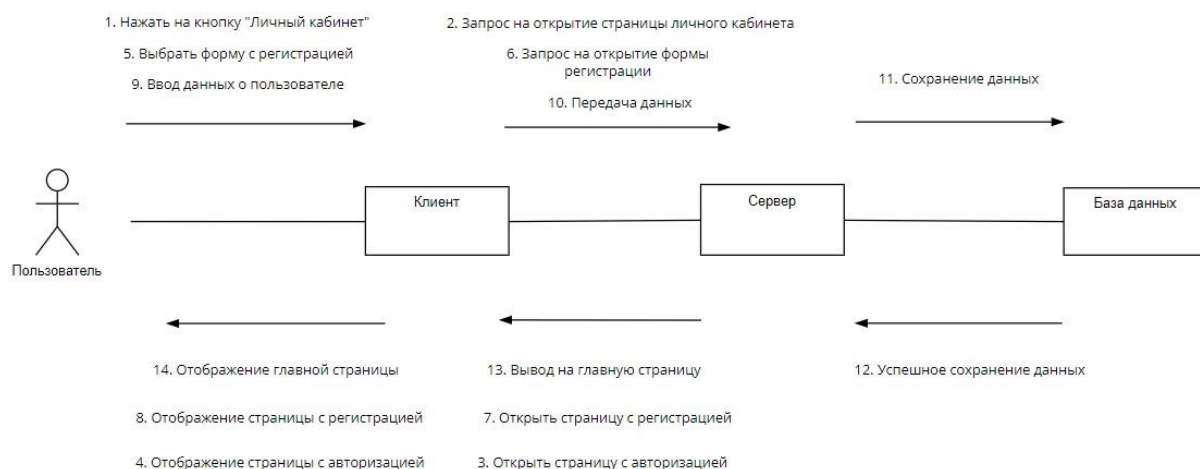 1. Нажать на кнопку "Личный кабинет"
2. Запрос на открытие страницы личного кабинета
5. Выбрать форму с регистрацией
6. Запрос на открытие формы
регистрации
9. Ввод данных о пользователе
11. Сохранение данных
10. Передача данных
Клиент
Сервер
База данных
Пользователь
14. Отображение главной страницы
13. Вывод на главную страницу
12. Успешное сохранение данных
8. Отображение страницы с регистрацией
7. Открыть страницу с регистрацией
4. Отображение страницы с авторизацией
3. Открыть страницу с авторизацией